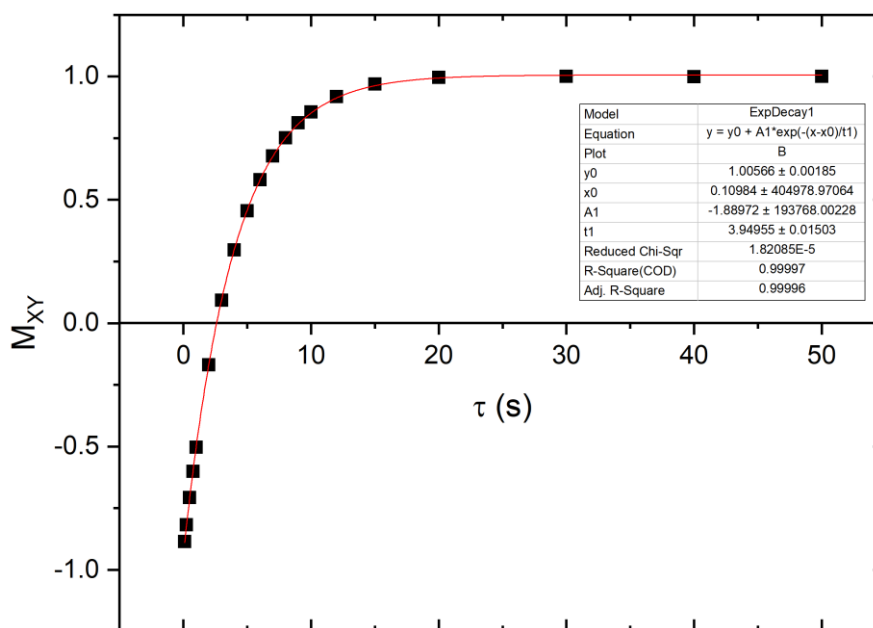 1.0
Model ExpDecay1
Equation y = y0 + A1*exp(-(x-x0)/t1)
Plot B
y0 1.00566 ± 0.00185
x0 0.10984 ± 404978.97064
A1 -1.88972 ± 193768.00228
t1 3.94955 ± 0.01503
Reduced Chi-Sqr 1.82085E-5
R-Square(COD) 0.99997
Adj. R-Square 0.99996
0.5
0.0
0 10 20 30 40 50
τ (s)
MXY
-0.5
-1.0